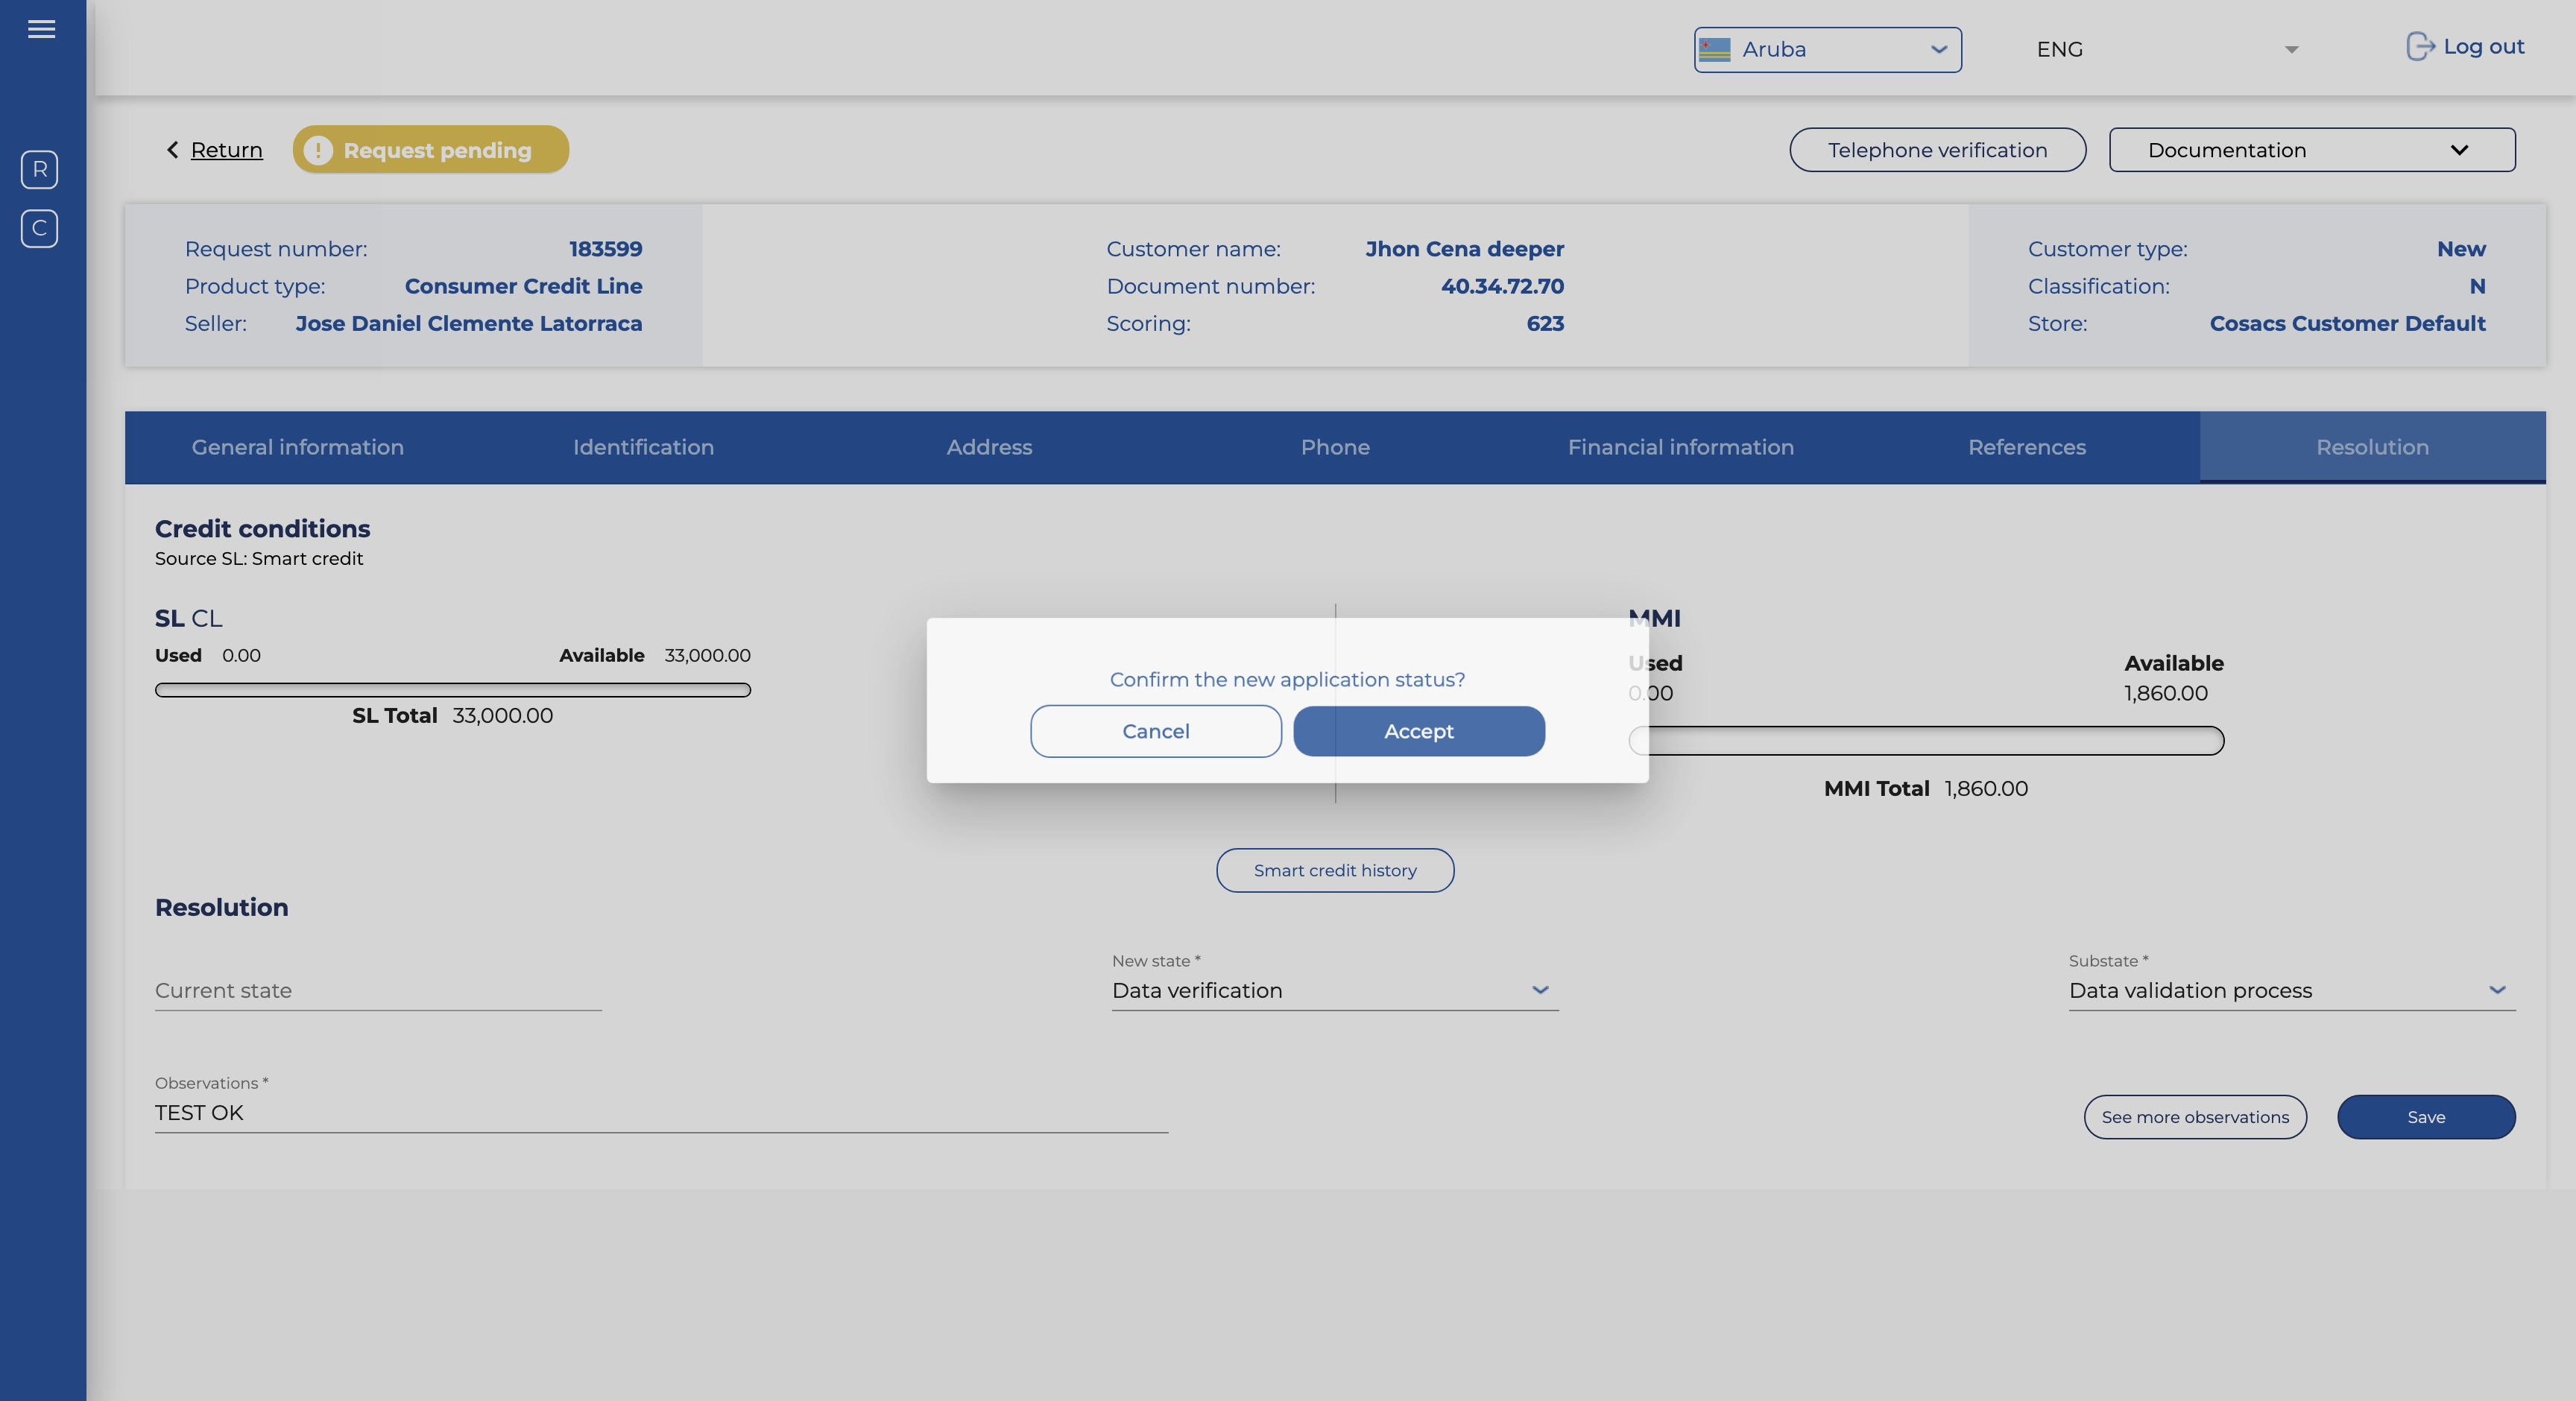 Aruba
ENG
Log out
R
C
Return
Request pending
Telephone verification
Documentation
Request number: 183599
Product type: Consumer Credit Line
Seller: Jose Daniel Clemente Latorraca
Customer name: Jhon Cena deeper
Document number: 40.34.72.70
Scoring: 623
Customer type: New
Classification: N
Store: Cosacs Customer Default
General information
Identification
Address
Phone
Financial information
References
Resolution
Credit conditions
Source SL: Smart credit
SL CL
Used 0.00 Available 33,000.00
SL Total 33,000.00
MMI
Used Available
0.00 1,860.00
MMI Total 1,860.00
Confirm the new application status?
Cancel
Accept
Smart credit history
Resolution
Current state
New state *
Data verification
Substate *
Data validation process
Observations *
TEST OK
See more observations
Save